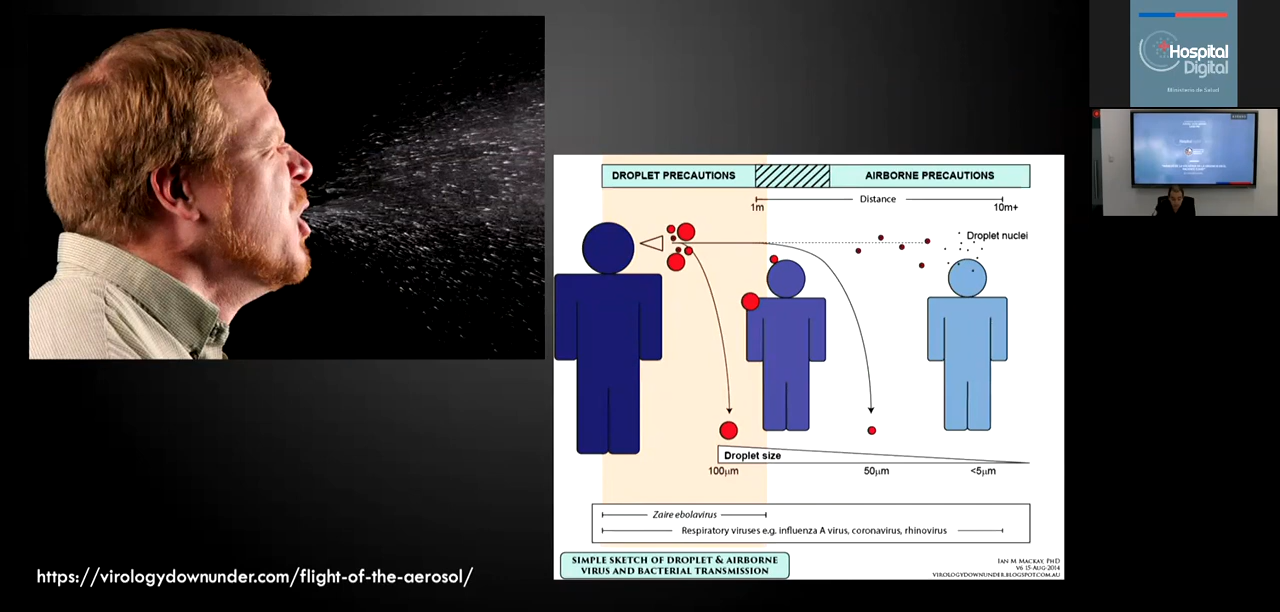 DROPLET PRECAUTIONS
AIRBORNE PRECAUTIONS
Distance
1m
10m+
Droplet nuclei
Droplet size
100µm
50µm
<5µm
Zaire ebolavirus
Respiratory viruses e.g. influenza A virus, coronavirus, rhinovirus
SIMPLE SKETCH OF DROPLET & AIRBORNE
VIRUS AND BACTERIAL TRANSMISSION
IAN M MACKAY, PHD
V6 15-AUG-2014
VIROLOGYDOWNUNDER.BLOGSPOT.COM.AU
https://virologydownunder.com/flight-of-the-aerosol/
Hospital
Digital
Ministerio de Salud